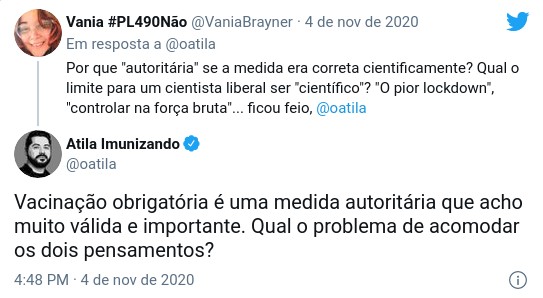 Vania #PL490Não @VaniaBrayner · 4 de nov de 2020
Em resposta a @oatila
Por que "autoritária" se a medida era correta cientificamente? Qual o
limite para um cientista liberal ser "científico"? "O pior lockdown",
"controlar na força bruta"... ficou feio, @oatila
Atila Imunizando
@oatila
Vacinação obrigatória é uma medida autoritária que acho
muito válida e importante. Qual o problema de acomodar
os dois pensamentos?
4:48 PM · 4 de nov de 2020